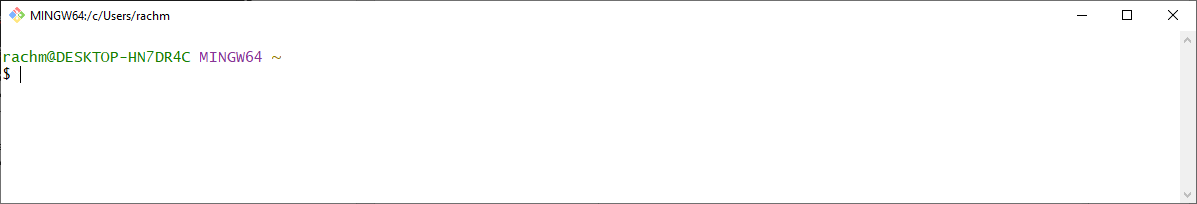 MINGW64:/c/Users/rachm
rachm@DESKTOP-HN7DR4C MINGW64 ~
$